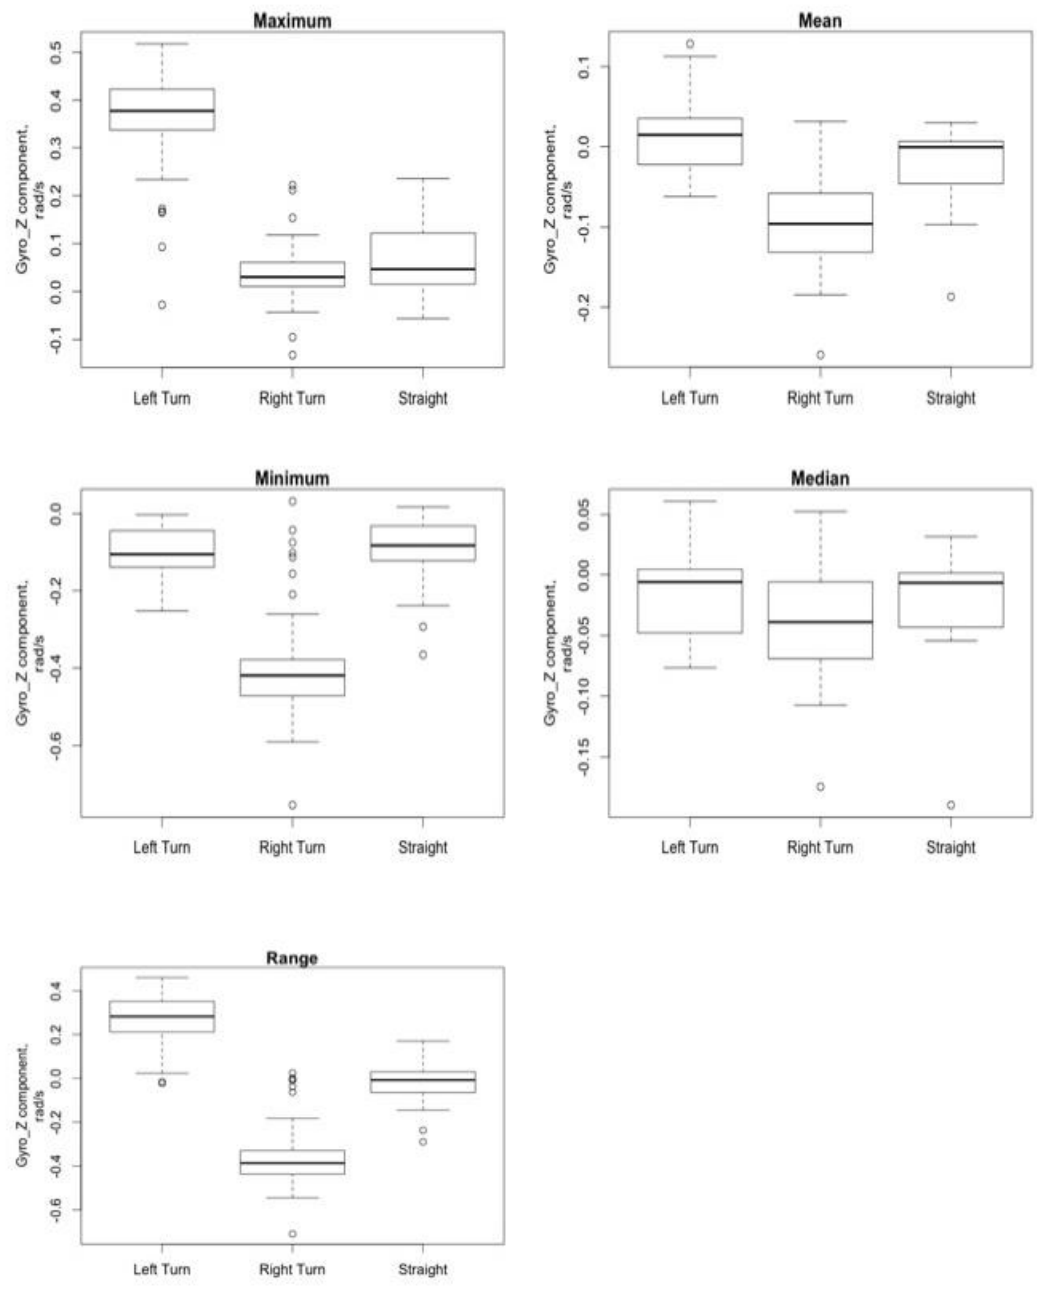 Maximum
Gyro_Z component,
rad/s
0.5
0.4
0.3
0.2
0.1
0.0
-0.1
Left Turn
Right Turn
Straight
Mean
Gyro_Z component,
rad/s
0.1
0.0
-0.1
-0.2
Left Turn
Right Turn
Straight
Minimum
Gyro_Z component,
rad/s
0.0
-0.2
-0.4
-0.6
Left Turn
Right Turn
Straight
Median
Gyro_Z component,
rad/s
0.05
0.00
-0.05
-0.10
-0.15
Left Turn
Right Turn
Straight
Range
Gyro_Z component,
rad/s
0.4
0.2
0.0
-0.2
-0.4
-0.6
Left Turn
Right Turn
Straight